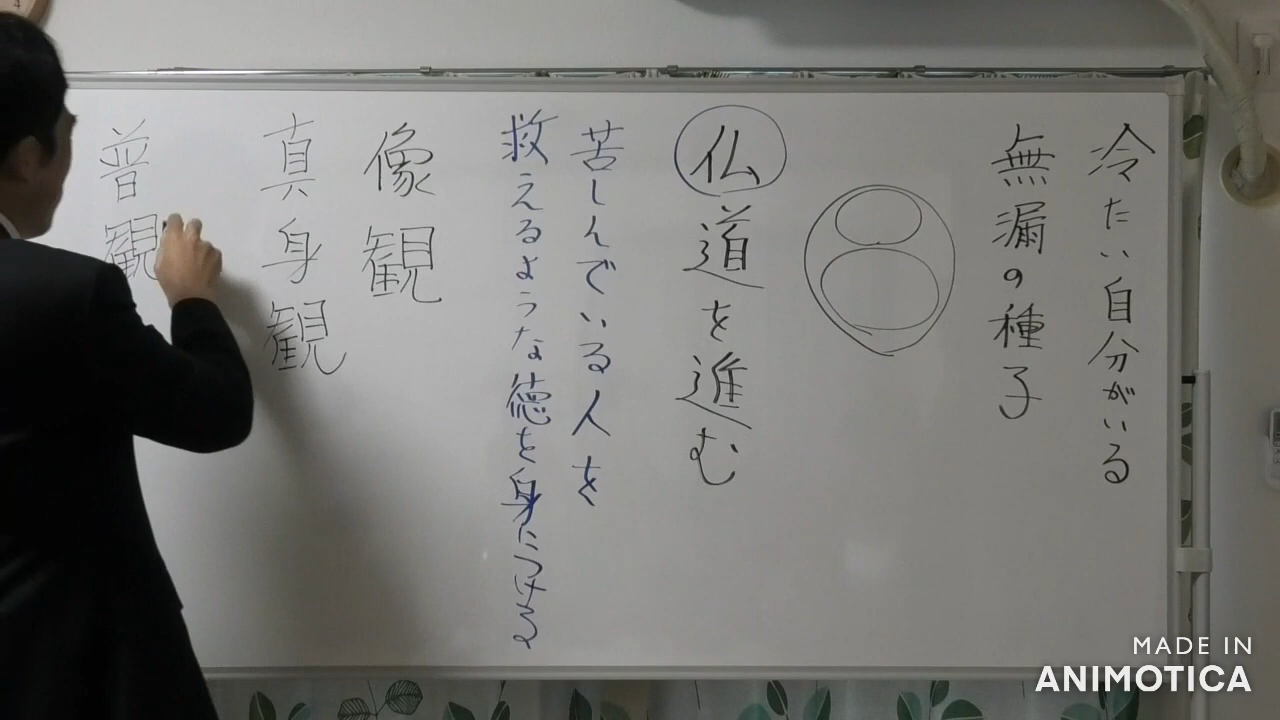 冷たい自分がいる
無漏の種子
仏道を進む
苦しんでいる人を
救えるような徳を身につける
像観
真身観
普観
MADE IN
ANIMOTICA